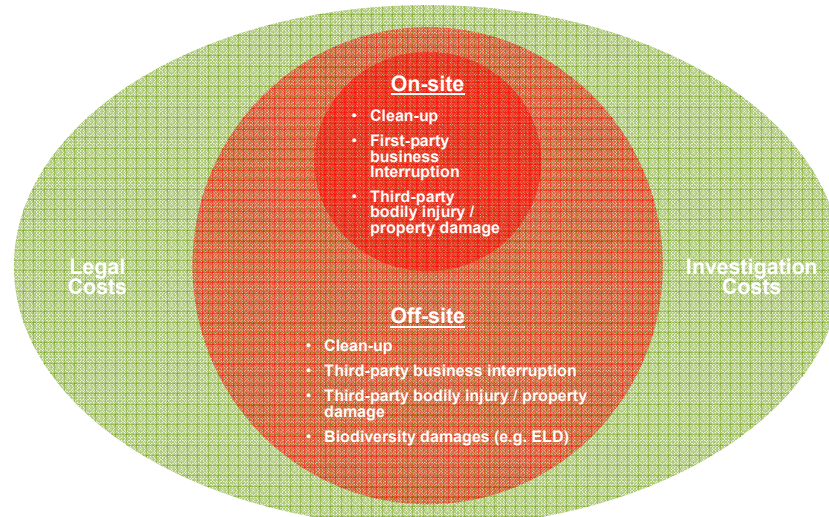 On-site
• Clean-up
• First-party
business
Interruption
• Third-party
bodily injury /
property damage
Legal
Costs
Investigation
Costs
Off-site
• Clean-up
• Third-party business interruption
• Third-party bodily injury / property
damage
• Biodiversity damages (e.g. ELD)